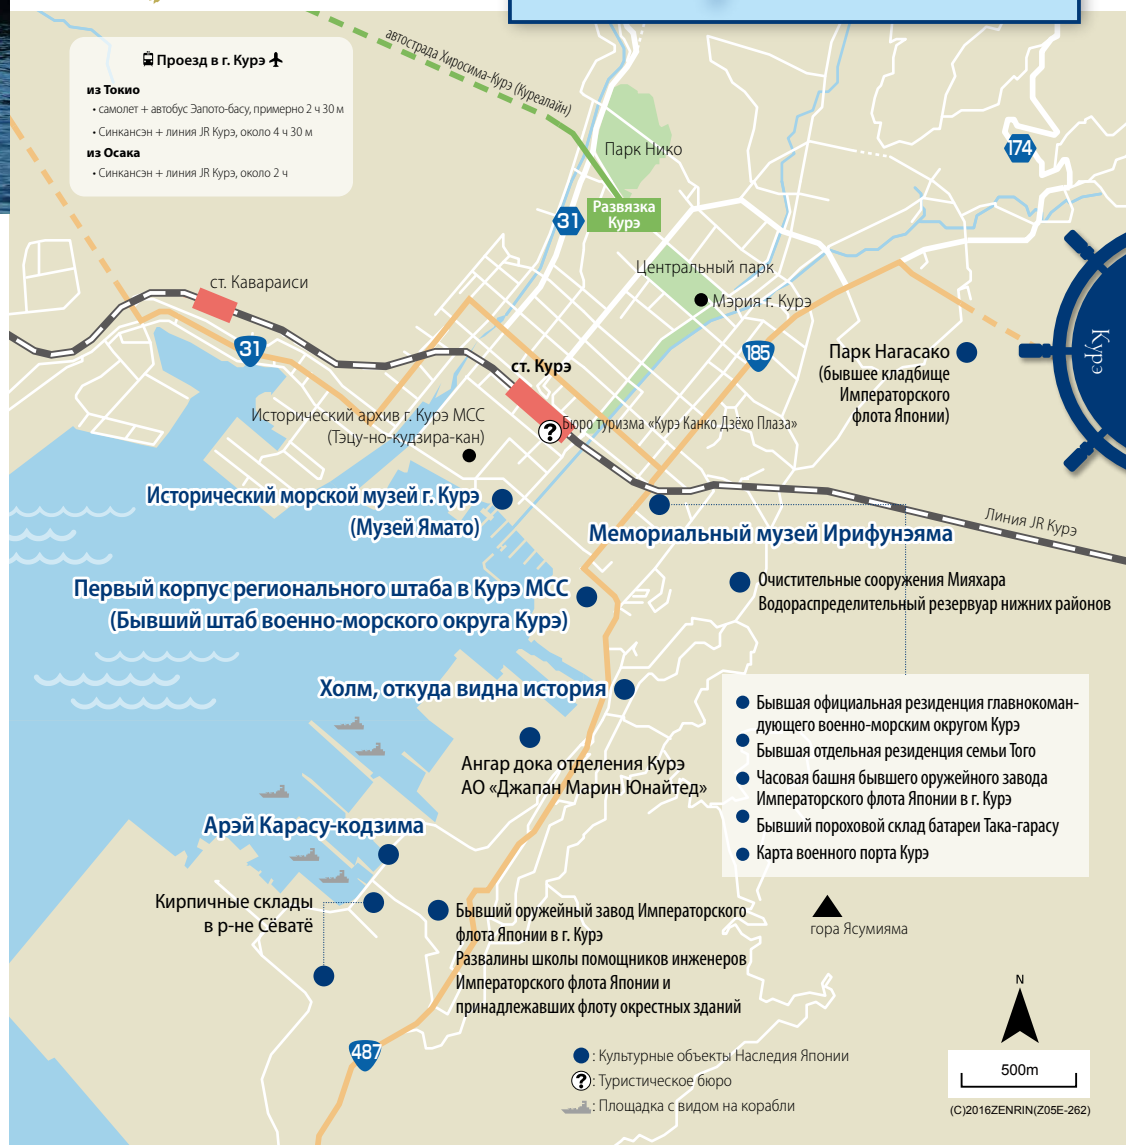 автострада Хиросима-Курэ (Куреалайн)
Проезд в г. Курэ
из Токио
• самолет + автобус Эапото-басу, примерно 2 ч 30 м
• Синкансэн + линия JR Курэ, около 4 ч 30 м
из Осака
• Синкансэн + линия JR Курэ, около 2 ч
Парк Нико
174
Развязка
Курэ
31
Центральный парк
ст. Кавараиси
Мэрия г. Курэ
31
185
Курэ
Парк Нагасако
(бывшее кладбище
Императорского
флота Японии)
ст. Курэ
Исторический архив г. Курэ МСС
(Тэцу-но-кудзира-кан)
?
Бюро туризма «Курэ Канко Дзёхо Плаза»
Исторический морской музей г. Курэ
(Музей Ямато)
Мемориальный музей Ирифунэяма
Линия JR Курэ
Первый корпус регионального штаба в Курэ МСС
(Бывший штаб военно-морского округа Курэ)
Очистительные сооружения Мияхара
Водораспределительный резервуар нижних районов
Холм, откуда видна история
Бывшая официальная резиденция главнокоман-
дующего военно-морским округом Курэ
Бывшая отдельная резиденция семьи Того
Часовая башня бывшего оружейного завода
Императорского флота Японии в г. Курэ
Бывший пороховой склад батареи Така-гарасу
Карта военного порта Курэ
Ангар дока отделения Курэ
АО «Джапан Марин Юнайтед»
Арэй Карасу-кодзима
Кирпичные склады
в р-не Сёватё
Бывший оружейный завод Императорского
флота Японии в г. Курэ
Развалины школы помощников инженеров
Императорского флота Японии и
принадлежавших флоту окрестных зданий
гора Ясумияма
487
N
500m
(C)2016ZENRIN(Z05E-262)
: Культурные объекты Наследия Японии
?: Туристическое бюро
: Площадка с видом на корабли